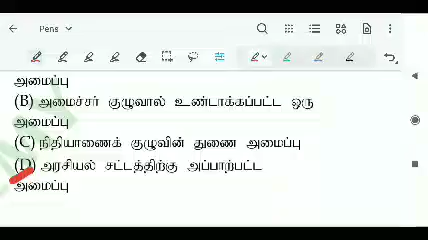 Pens
அமைப்பு
(B) அமைச்சர் குழுவால் உண்டாக்கப்பட்ட ஒரு
அமைப்பு
(C) நிதியாணைக் குழுவின் துணை அமைப்பு
(D) அரசியல் சட்டத்திற்கு அப்பாற்பட்ட
அமைப்பு